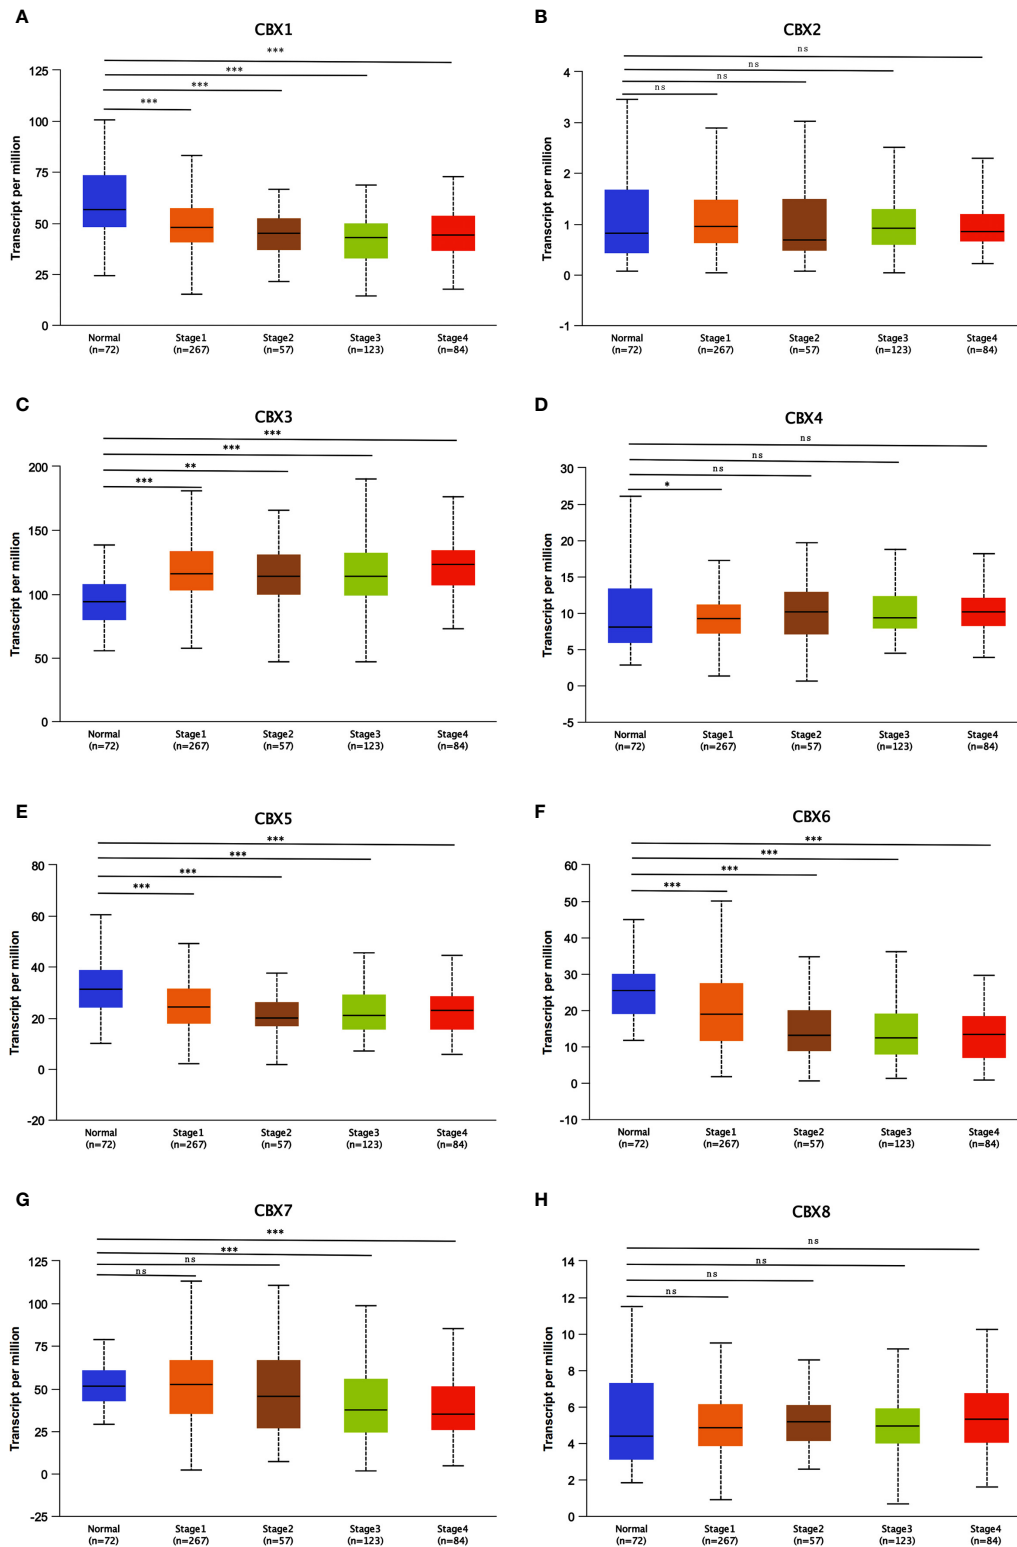 A
CBX1
***
***
***
***
Transcript per million
125
100
75
50
25
0
Normal
(n=72)
Stage1
(n=267)
Stage2
(n=57)
Stage3
(n=123)
Stage4
(n=84)
B
CBX2
ns
ns
ns
ns
Transcript per million
4
3
2
1
0
-1
Normal
(n=72)
Stage1
(n=267)
Stage2
(n=57)
Stage3
(n=123)
Stage4
(n=84)
C
CBX3
***
***
**
***
Transcript per million
200
150
100
50
0
Normal
(n=72)
Stage1
(n=267)
Stage2
(n=57)
Stage3
(n=123)
Stage4
(n=84)
D
CBX4
ns
ns
ns
*
Transcript per million
30
25
20
15
10
5
0
-5
Normal
(n=72)
Stage1
(n=267)
Stage2
(n=57)
Stage3
(n=123)
Stage4
(n=84)
E
CBX5
***
***
***
***
Transcript per million
80
60
40
20
0
-20
Normal
(n=72)
Stage1
(n=267)
Stage2
(n=57)
Stage3
(n=123)
Stage4
(n=84)
F
CBX6
***
***
***
***
Transcript per million
60
50
40
30
20
10
0
-10
Normal
(n=72)
Stage1
(n=267)
Stage2
(n=57)
Stage3
(n=123)
Stage4
(n=84)
G
CBX7
***
***
ns
ns
Transcript per million
125
100
75
50
25
0
-25
Normal
(n=72)
Stage1
(n=267)
Stage2
(n=57)
Stage3
(n=123)
Stage4
(n=84)
H
CBX8
ns
ns
ns
ns
Transcript per million
14
12
10
8
6
4
2
0
Normal
(n=72)
Stage1
(n=267)
Stage2
(n=57)
Stage3
(n=123)
Stage4
(n=84)